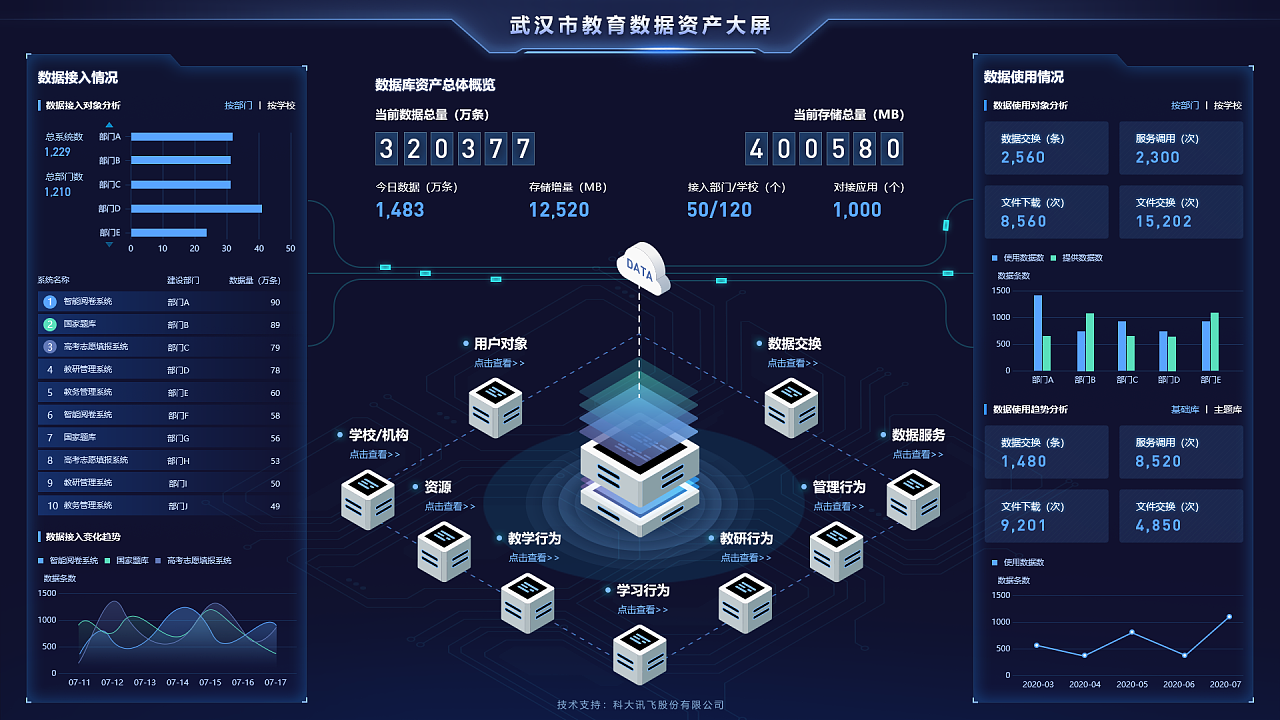 武汉市教育数据资产大屏
数据接入情况
数据接入对象分析 按部门 | 按学校
总系统数
1,229
总部门数
1,210
部门A
部门B
部门C
部门D
部门E
0 10 20 30 40 50
系统名称 建设部门 数据量（万条）
1 智能阅卷系统 部门A 90
2 国家题库 部门B 89
3 高考志愿填报系统 部门C 79
4 教研管理系统 部门D 78
5 教务管理系统 部门E 60
6 智能阅卷系统 部门F 58
7 国家题库 部门G 56
8 高考志愿填报系统 部门H 53
9 教研管理系统 部门I 50
10 教务管理系统 部门J 49
数据接入变化趋势
智能阅卷系统 国家题库 高考志愿填报系统
数据条数
1500
1000
500
0
07-11 07-12 07-13 07-14 07-15 07-16 07-17
数据库资产总体概览
当前数据总量（万条） 当前存储总量（MB）
320377 400580
今日数据（万条） 存储增量（MB） 接入部门/学校（个） 对接应用（个）
1,483 12,520 50/120 1,000
DATA
用户对象
点击查看>>
数据交换
点击查看>>
学校/机构
点击查看>>
数据服务
点击查看>>
资源
点击查看>>
管理行为
点击查看>>
教学行为
点击查看>>
教研行为
点击查看>>
学习行为
点击查看>>
技术支持：科大讯飞股份有限公司
数据使用情况
数据使用对象分析 按部门 | 按学校
数据交换（条） 服务调用（次）
2,560 2,300
文件下载（次） 文件交换（次）
8,560 15,202
使用数据数 提供数据数
数据条数
1500
1000
500
0
部门A 部门B 部门C 部门D 部门E
数据使用趋势分析 基础库 | 主题库
数据交换（条） 服务调用（次）
1,480 8,520
文件下载（次） 文件交换（次）
9,201 4,850
使用数据数
数据条数
1500
1000
500
0
2020-03 2020-04 2020-05 2020-06 2020-07